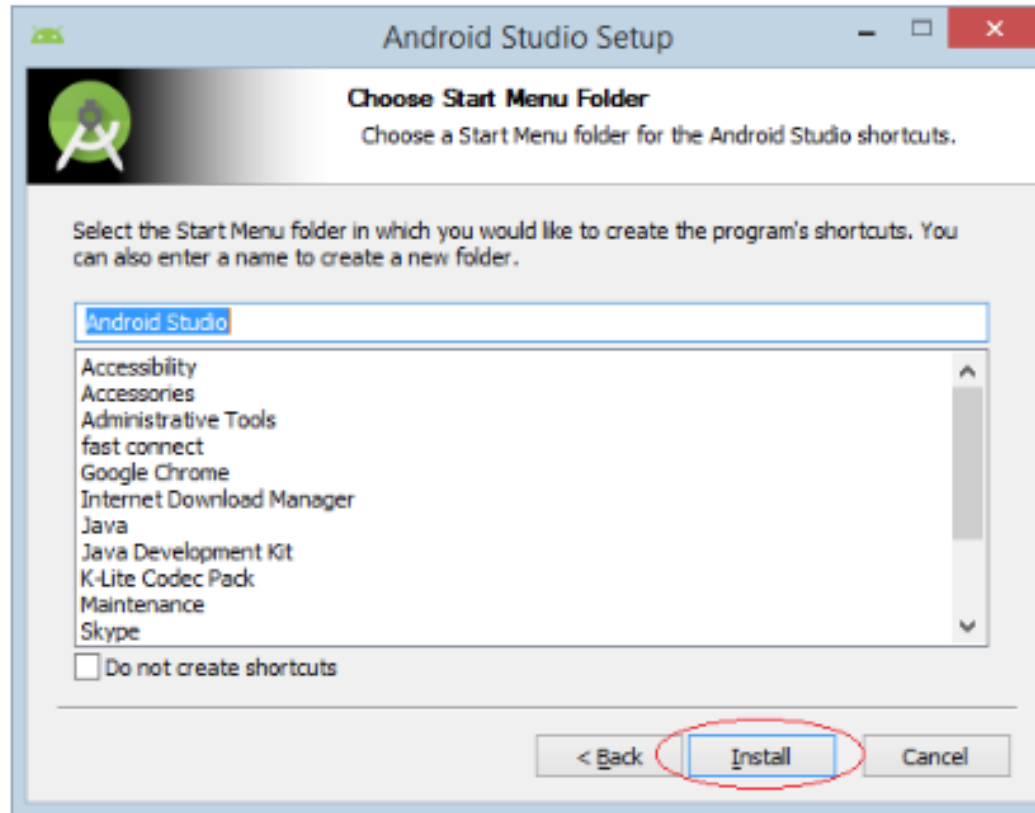 Android Studio Setup
Choose Start Menu Folder
Choose a Start Menu folder for the Android Studio shortcuts.
Select the Start Menu folder in which you would like to create the program's shortcuts. You
can also enter a name to create a new folder.
Android Studio
Accessibility
Accessories
Administrative Tools
fast connect
Google Chrome
Internet Download Manager
Java
Java Development Kit
K-Lite Codec Pack
Maintenance
Skype
Do not create shortcuts
< Back Install Cancel